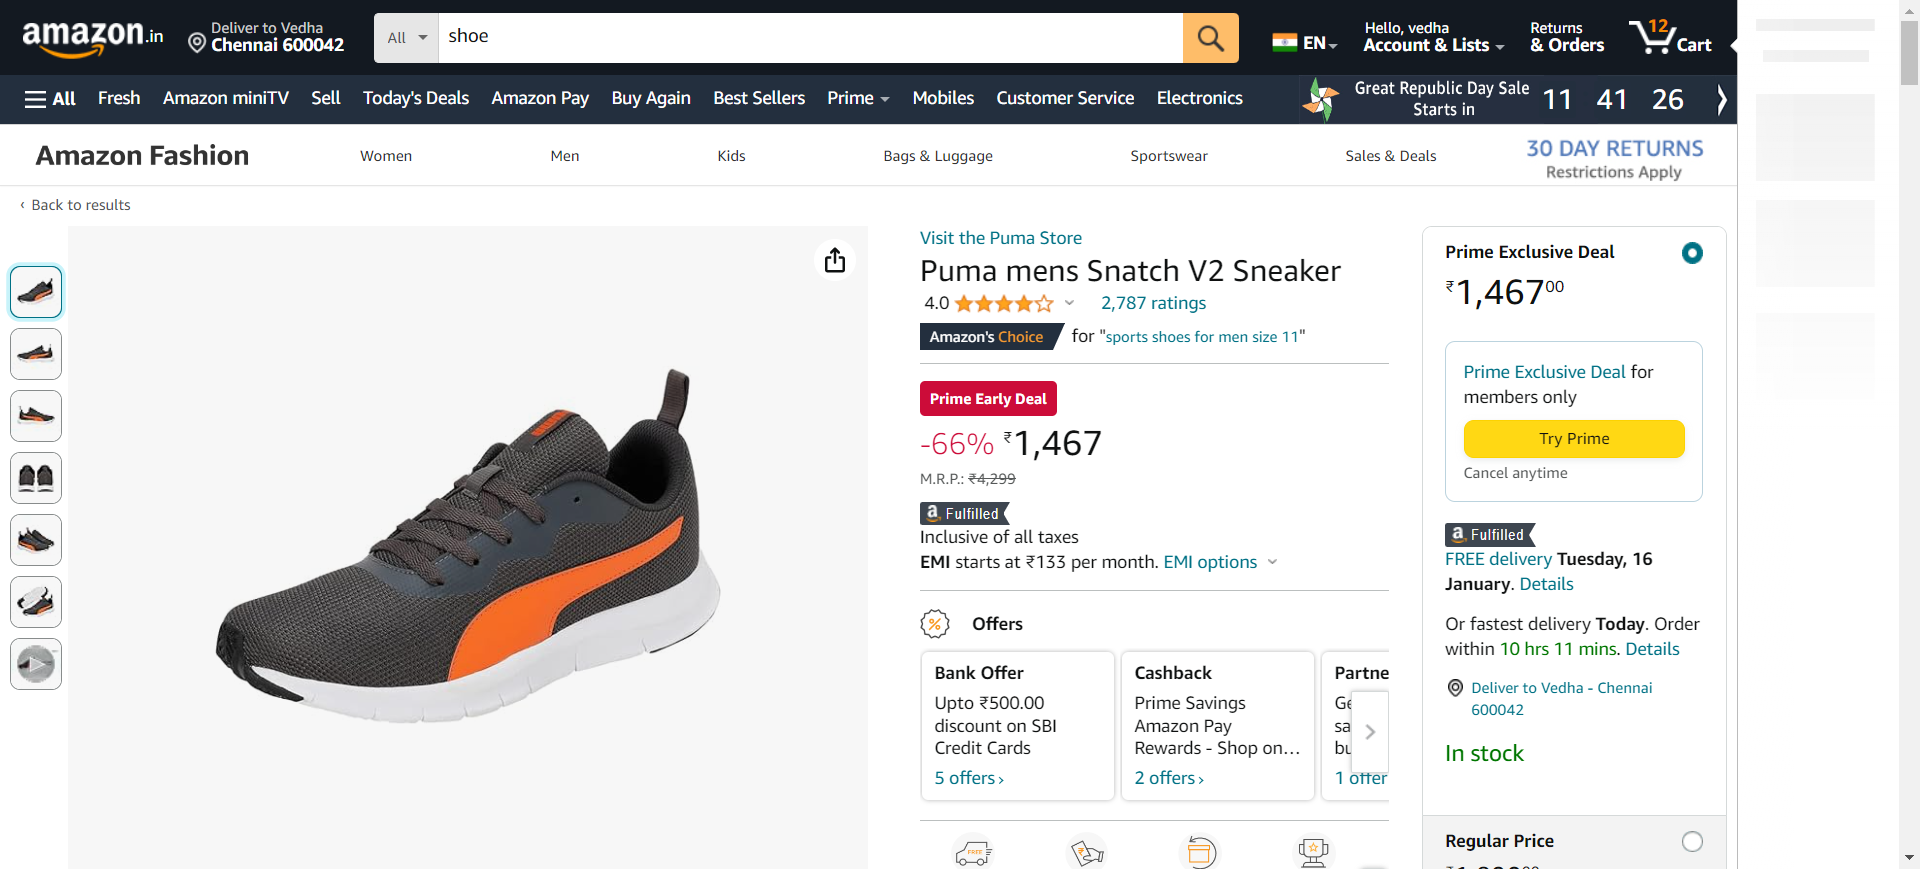 amazon.in
Deliver to Vedha
Chennai 600042
All
shoe
EN
Hello, vedha
Account & Lists
Returns
& Orders
12
Cart
All
Fresh
Amazon miniTV
Sell
Today's Deals
Amazon Pay
Buy Again
Best Sellers
Prime
Mobiles
Customer Service
Electronics
Great Republic Day Sale
Starts in
11 41 26
Amazon Fashion
Women
Men
Kids
Bags & Luggage
Sportswear
Sales & Deals
30 DAY RETURNS
Restrictions Apply
‹ Back to results
Visit the Puma Store
Puma mens Snatch V2 Sneaker
4.0
2,787 ratings
Amazon's Choice
for "sports shoes for men size 11"
Prime Early Deal
-66% ₹1,467
M.R.P.: ₹4,299
a Fulfilled
Inclusive of all taxes
EMI starts at ₹133 per month. EMI options
% Offers
Bank Offer
Upto ₹500.00
discount on SBI
Credit Cards
5 offers ›
Cashback
Prime Savings
Amazon Pay
Rewards - Shop on...
2 offers ›
Partne
Ge
sa
bu
1 offer
FREE
Prime Exclusive Deal
₹1,467 00
Prime Exclusive Deal for
members only
Try Prime
Cancel anytime
a Fulfilled
FREE delivery Tuesday, 16
January. Details
Or fastest delivery Today. Order
within 10 hrs 11 mins. Details
Deliver to Vedha - Chennai
600042
In stock
Regular Price